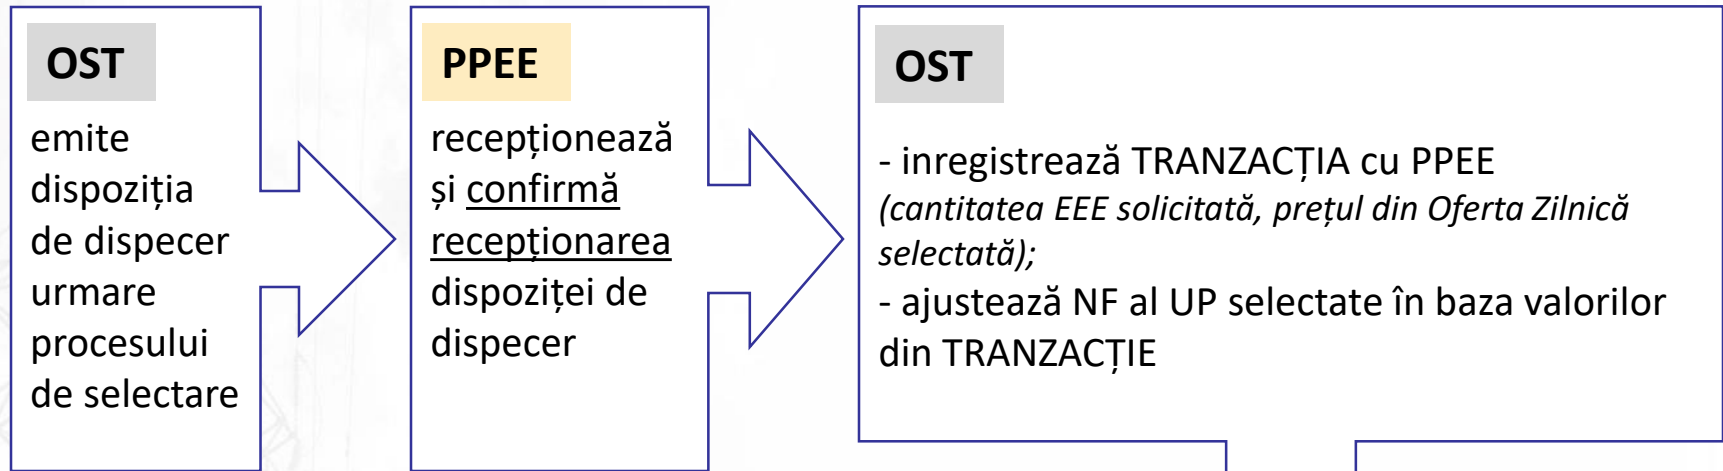 OST
emite
dispoziția
de dispecer
urmare
procesului
de selectare
PPEE
recepționează
și confirmă
recepționarea
dispoziței de
dispecer
OST
- inregistrează TRANZACȚIA cu PPEE
(cantitatea EEE solicitată, prețul din Oferta Zilnică
selectată);
- ajustează NF al UP selectate în baza valorilor
din TRANZACȚIE